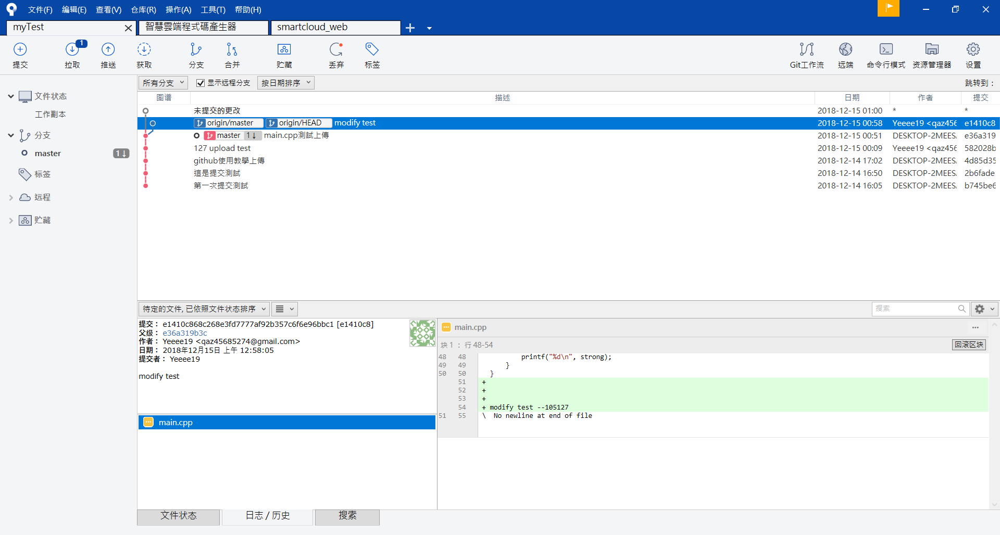 文件(F) 编辑(E) 查看(V) 仓库(R) 操作(A) 工具(T) 帮助(H)
myTest 智慧雲端程式碼產生器 smartcloud_web
1
提交 拉取 推送 获取 分支 合并 贮藏 丢弃 标签 Git工作流 远端 命令行模式 资源管理器 设置
所有分支 显示远程分支 按日期排序 跳转到：
图谱 描述 日期 作者 提交
未提交的更改 2018-12-15 01:00 * *
origin/master origin/HEAD modify test 2018-12-15 00:58 Yeeee19 <qaz456 e1410c8
master 1↓ main.cpp測試上傳 2018-12-15 00:51 DESKTOP-2MEES e36a319
127 upload test 2018-12-15 00:09 Yeeee19 <qaz456 582028b
github使用教學上傳 2018-12-14 17:02 DESKTOP-2MEES 4d85d35
這是提交測試 2018-12-14 16:50 DESKTOP-2MEES 2b6fade
第一次提交測試 2018-12-14 16:05 DESKTOP-2MEES b745be6
文件状态
工作副本
分支
master 1↓
标签
远程
贮藏
待定的文件, 已依照文件状态排序 搜索
提交： e1410c868c268e3fd7777af92b357c6f6e96bbc1 [e1410c8]
父级： e36a319b3c
作者： Yeeee19 <qaz45685274@gmail.com>
日期： 2018年12月15日 上午 12:58:05
提交者： Yeeee19
modify test
main.cpp
main.cpp
块 1 ： 行 48-54 回滚区块
48 48 printf("%d\n", strong);
49 49 }
50 50 }
51 +
52 +
53 +
54 + modify test --105127
51 55 \ No newline at end of file
文件状态 日志 / 历史 搜索